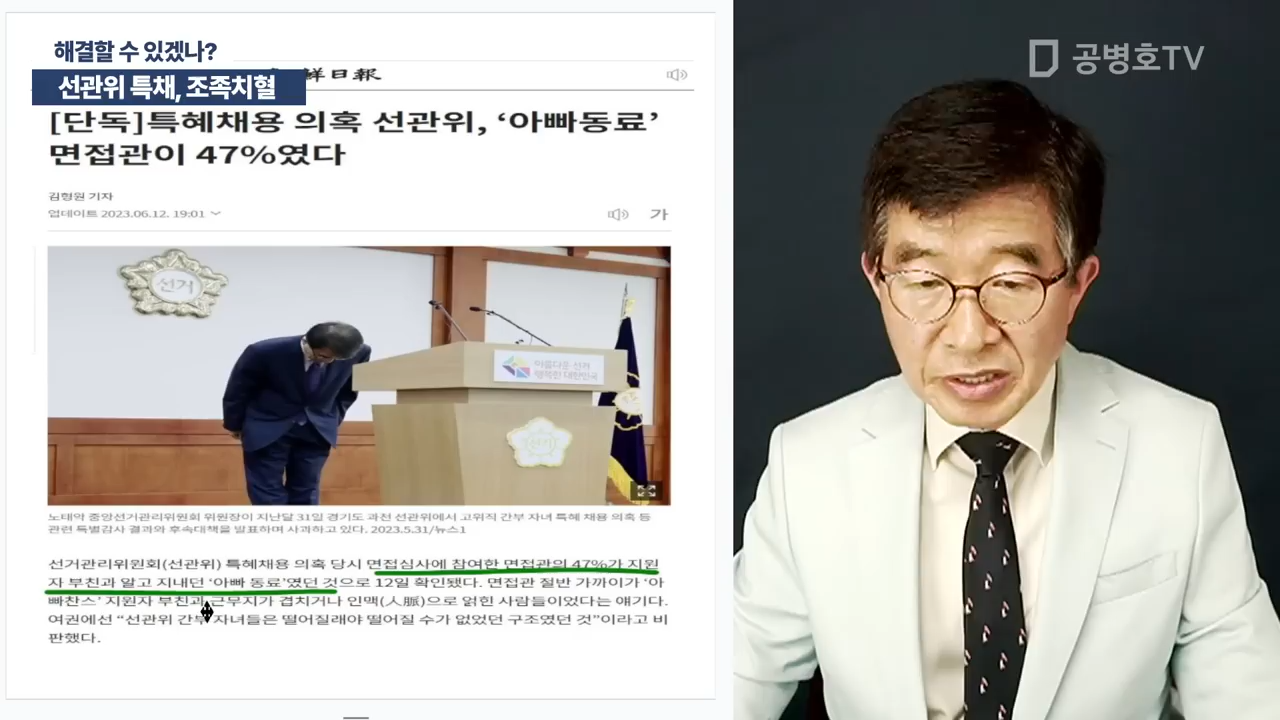 해결할 수 있겠나?
선관위 특채, 조족치혈
鮮日報
공병호TV
[단독]특혜채용 의혹 선관위, ‘아빠동료’
면접관이 47%였다
김형원 기자
업데이트 2023.06.12. 19:01
가
선거
아름다운 선거
행복한 대한민국
선거
노태악 중앙선거관리위원회 위원장이 지난달 31일 경기도 과천 선관위에서 고위직 간부 자녀 특혜 채용 의혹 등
관련 특별감사 결과와 후속대책을 발표하며 사과하고 있다. 2023.5.31/뉴스1
선거관리위원회(선관위) 특혜채용 의혹 당시 면접심사에 참여한 면접관의 47%가 지원
자 부친과 알고 지내던 ‘아빠 동료’였던 것으로 12일 확인됐다. 면접관 절반 가까이가 ‘아
빠찬스’ 지원자 부친과 근무지가 겹치거나 인맥(人脈)으로 얽힌 사람들이었다는 얘기다.
여권에선 “선관위 간부 자녀들은 떨어질래야 떨어질 수가 없었던 구조였던 것”이라고 비
판했다.